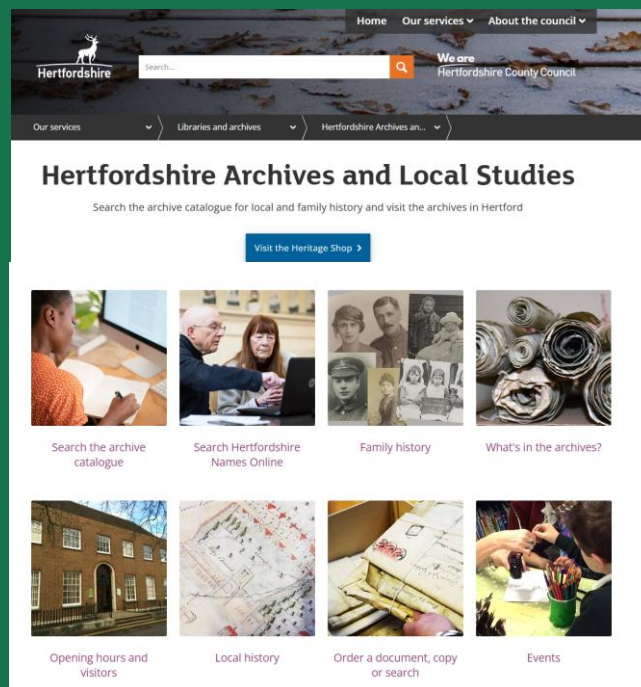 Home Our services About the council
Hertfordshire
Search...
We are
Hertfordshire County Council
Our services
Libraries and archives
Hertfordshire Archives an...
Hertfordshire Archives and Local Studies
Search the archive catalogue for local and family history and visit the archives in Hertford
Visit the Heritage Shop
Search the archive
catalogue
Search Hertfordshire
Names Online
Family history
What's in the archives?
Opening hours and
visitors
Local history
Order a document, copy
or search
Events